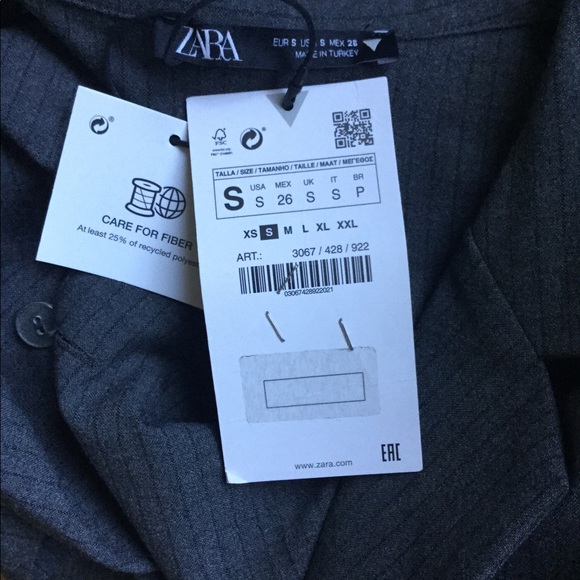 ZARA
EUR S US S MEX 26
MADE IN TURKEY
CARE FOR FIBER
At least 25% of recycled
FSC
TALLA / SIZE / TAMANHO / TAILLE / MAAT / ΜΕΓΕΘΟΣ
S
USA MEX UK IT BR
S 26 S S P
XS S M L XL XXL
ART.: 3067 / 428 / 922
03067428922021
www.zara.com
EAC